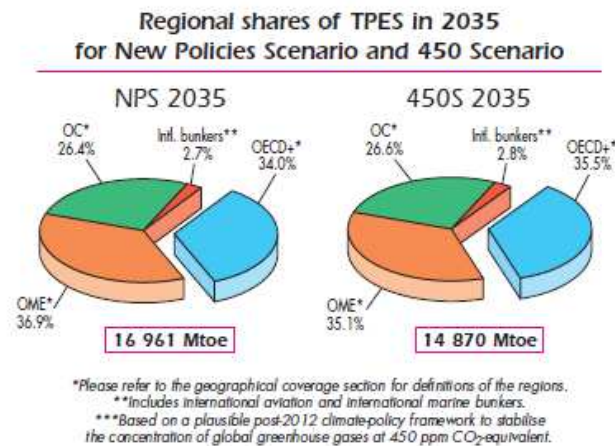 Regional shares of TPES in 2035
for New Policies Scenario and 450 Scenario
NPS 2035
OC*
26.4%
Intl. bunkers**
2.7%
OECD+*
34.0%
OME*
36.9%
16 961 Mtoe
450S 2035
OC*
26.6%
Intl. bunkers**
2.8%
OECD+*
35.5%
OME*
35.1%
14 870 Mtoe
*Please refer to the geographical coverage section for definitions of the regions.
**Includes international aviation and international marine bunkers.
***Based on a plausible post-2012 climate-policy framework to stabilise
the concentration of global greenhouse gases at 450 ppm CO2 equivalent.